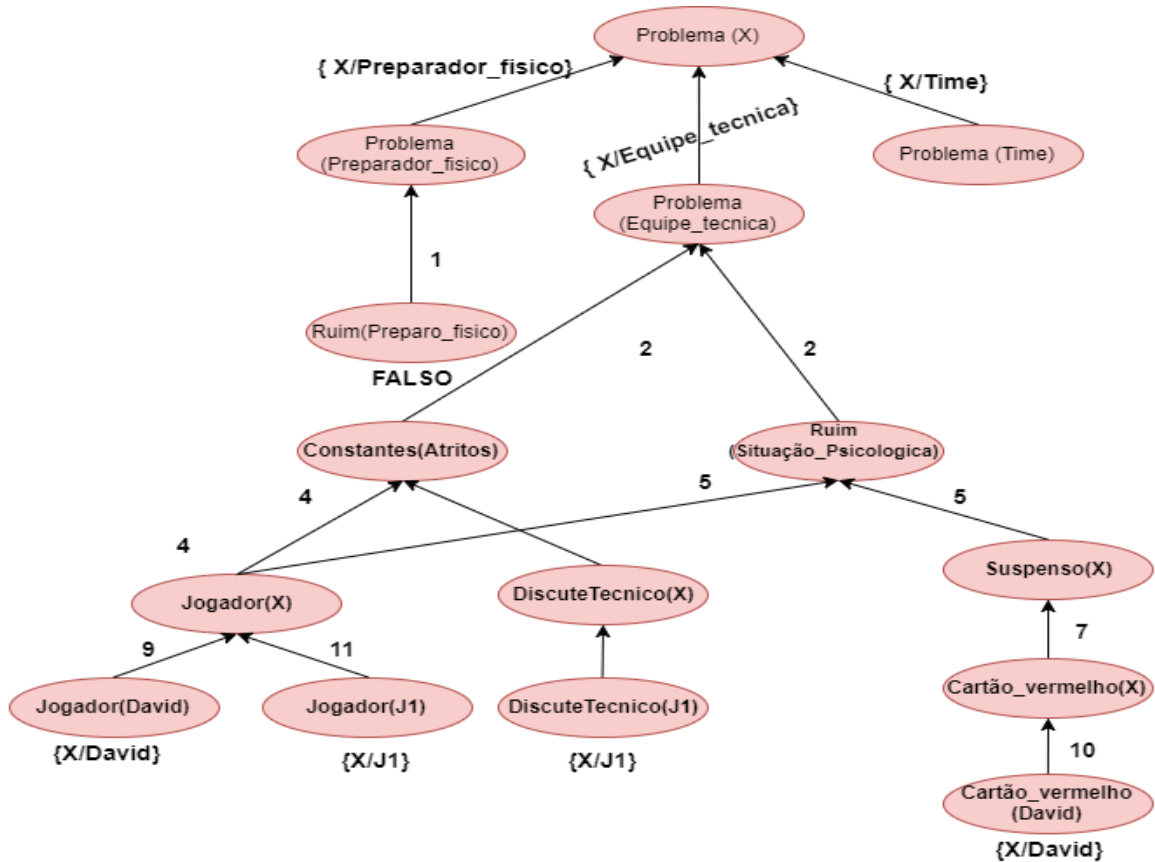 Problema (X)
{ X/Preparador_fisico}
{ X/Time}
{ X/Equipe_tecnica}
Problema
(Preparador_fisico)
Problema (Time)
Problema
(Equipe_tecnica)
1
Ruim(Preparo_fisico)
FALSO
2
2
Constantes(Atritos)
Ruim
(Situação_Psicologica)
4
5
5
4
Jogador(X)
DiscuteTecnico(X)
Suspenso(X)
9
11
7
Jogador(David)
Jogador(J1)
DiscuteTecnico(J1)
Cartão_vermelho(X)
{X/David}
{X/J1}
{X/J1}
10
Cartão_vermelho
(David)
{X/David}